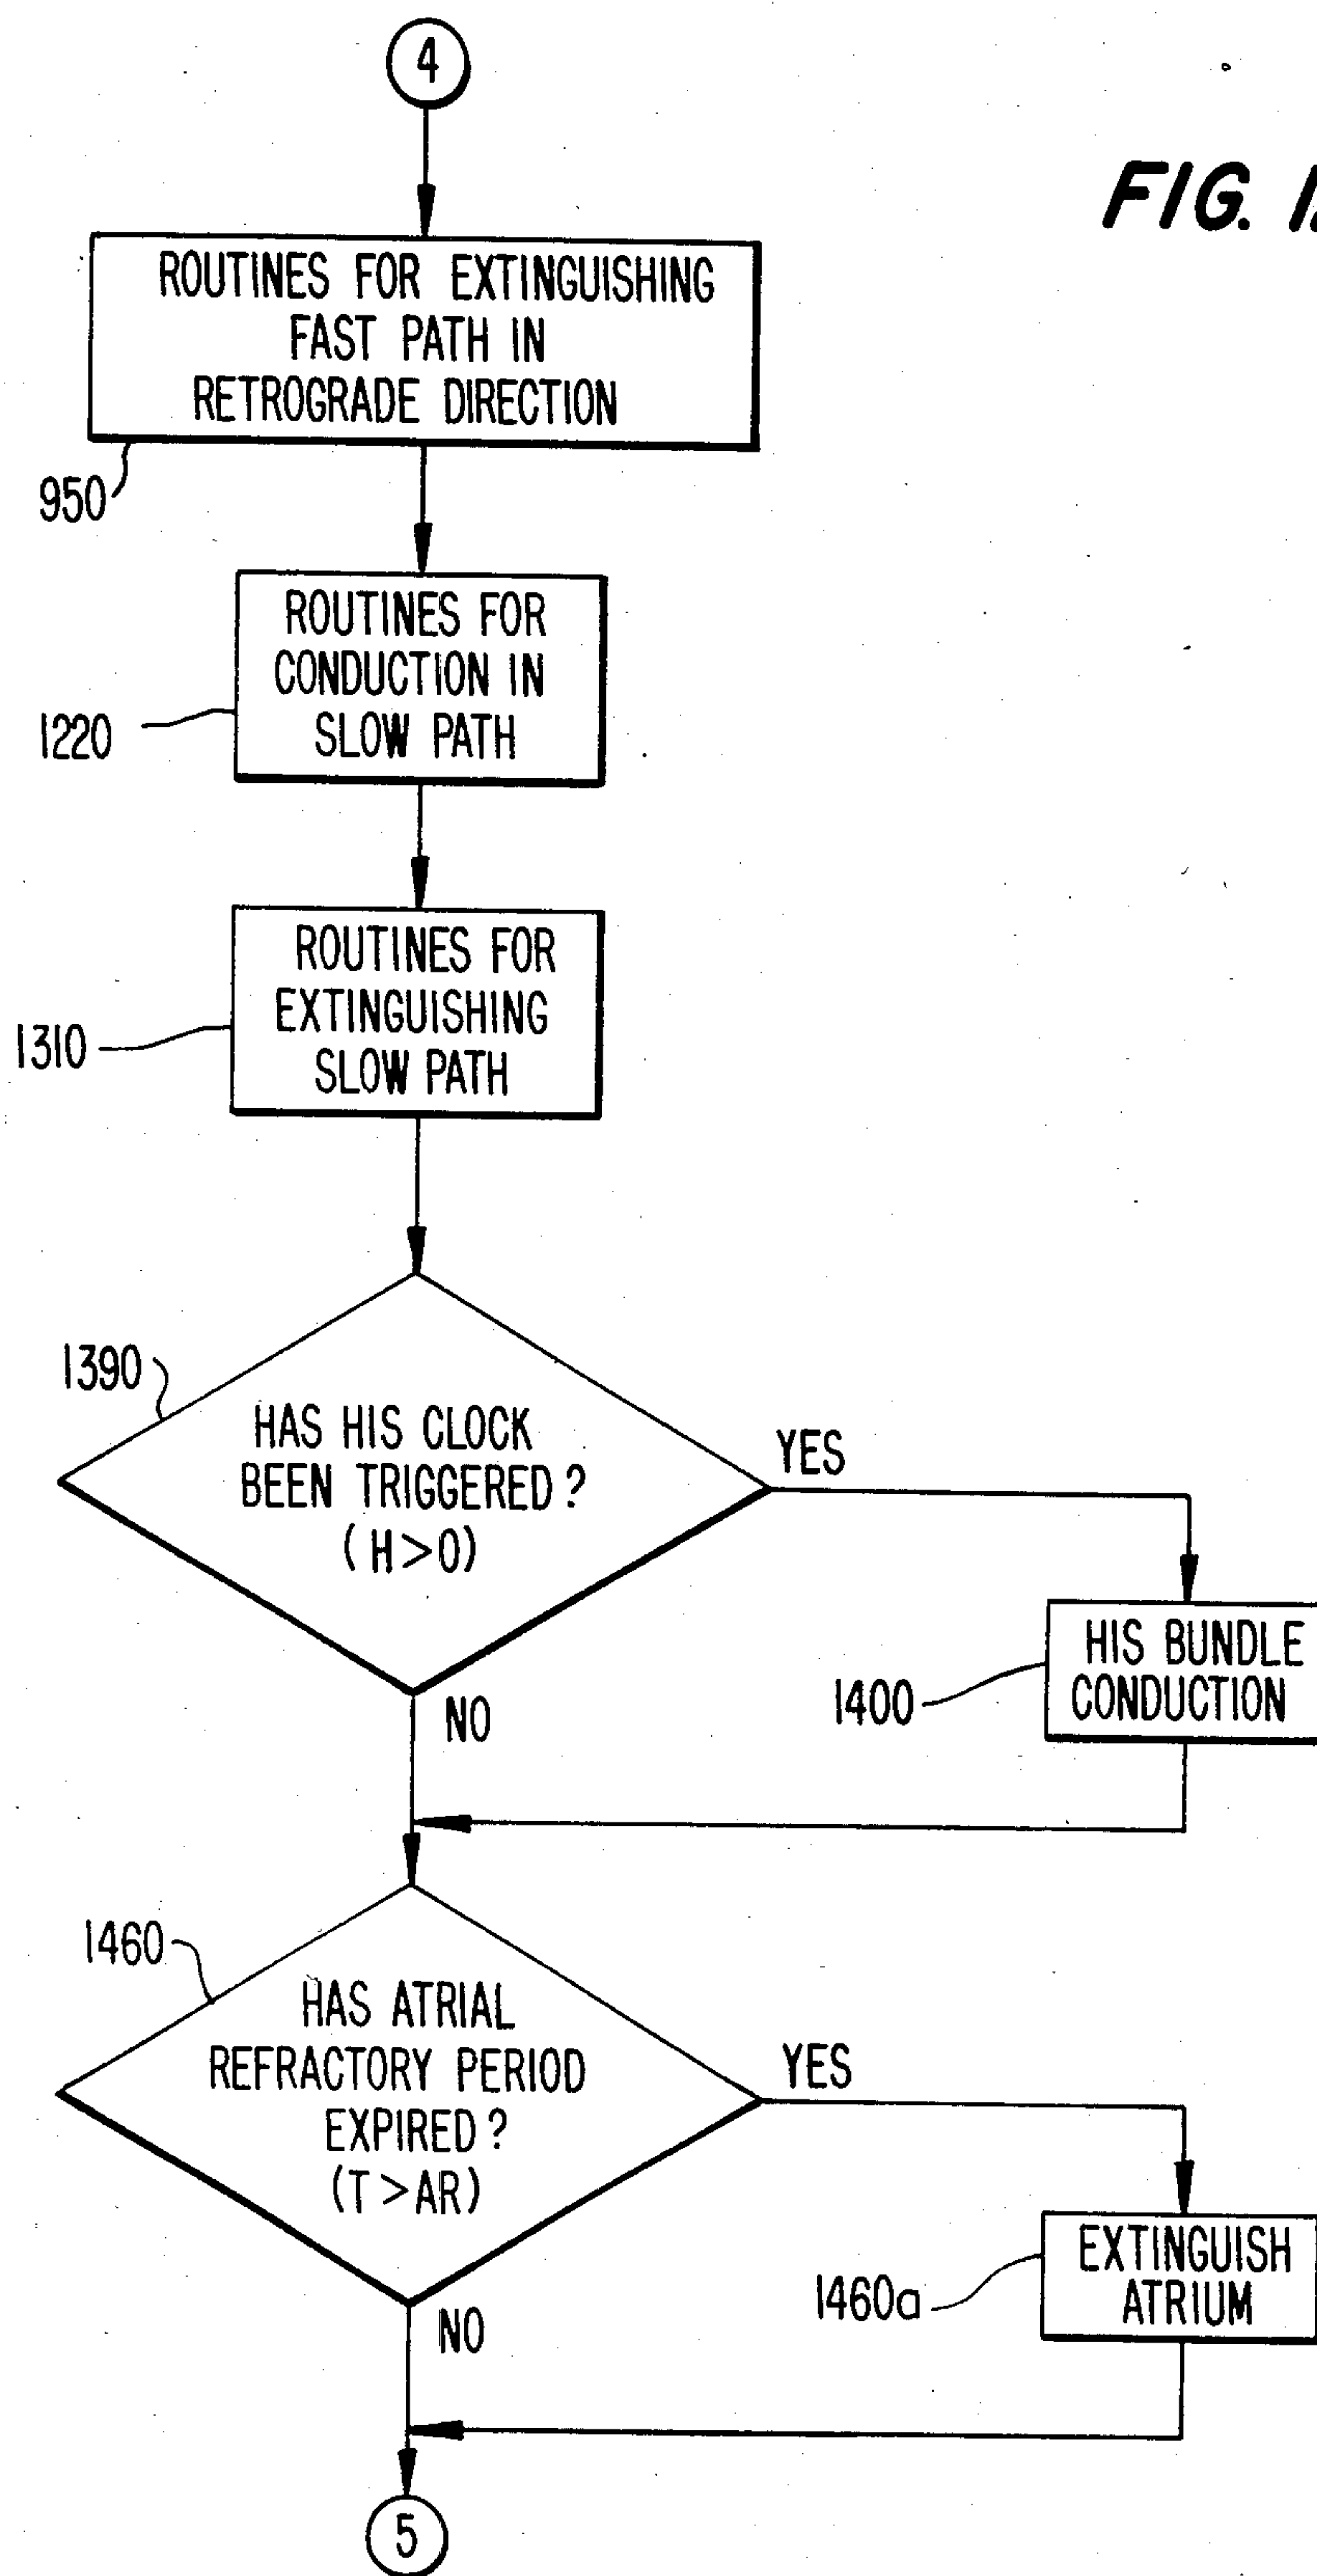 4
FIG.
ROUTINES FOR EXTINGUISHING
FAST PATH IN
RETROGRADE DIRECTION
950
ROUTINES FOR
CONDUCTION IN
SLOW PATH
1220
ROUTINES FOR
EXTINGUISHING
SLOW PATH
1310
1390
HAS HIS CLOCK
BEEN TRIGGERED?
(H>0)
YES
HIS BUNDLE
CONDUCTION
1400
NO
1460
HAS ATRIAL
REFRACTORY PERIOD
EXPIRED?
(T>AR)
YES
EXTINGUISH
ATRIUM
1460a
NO
5